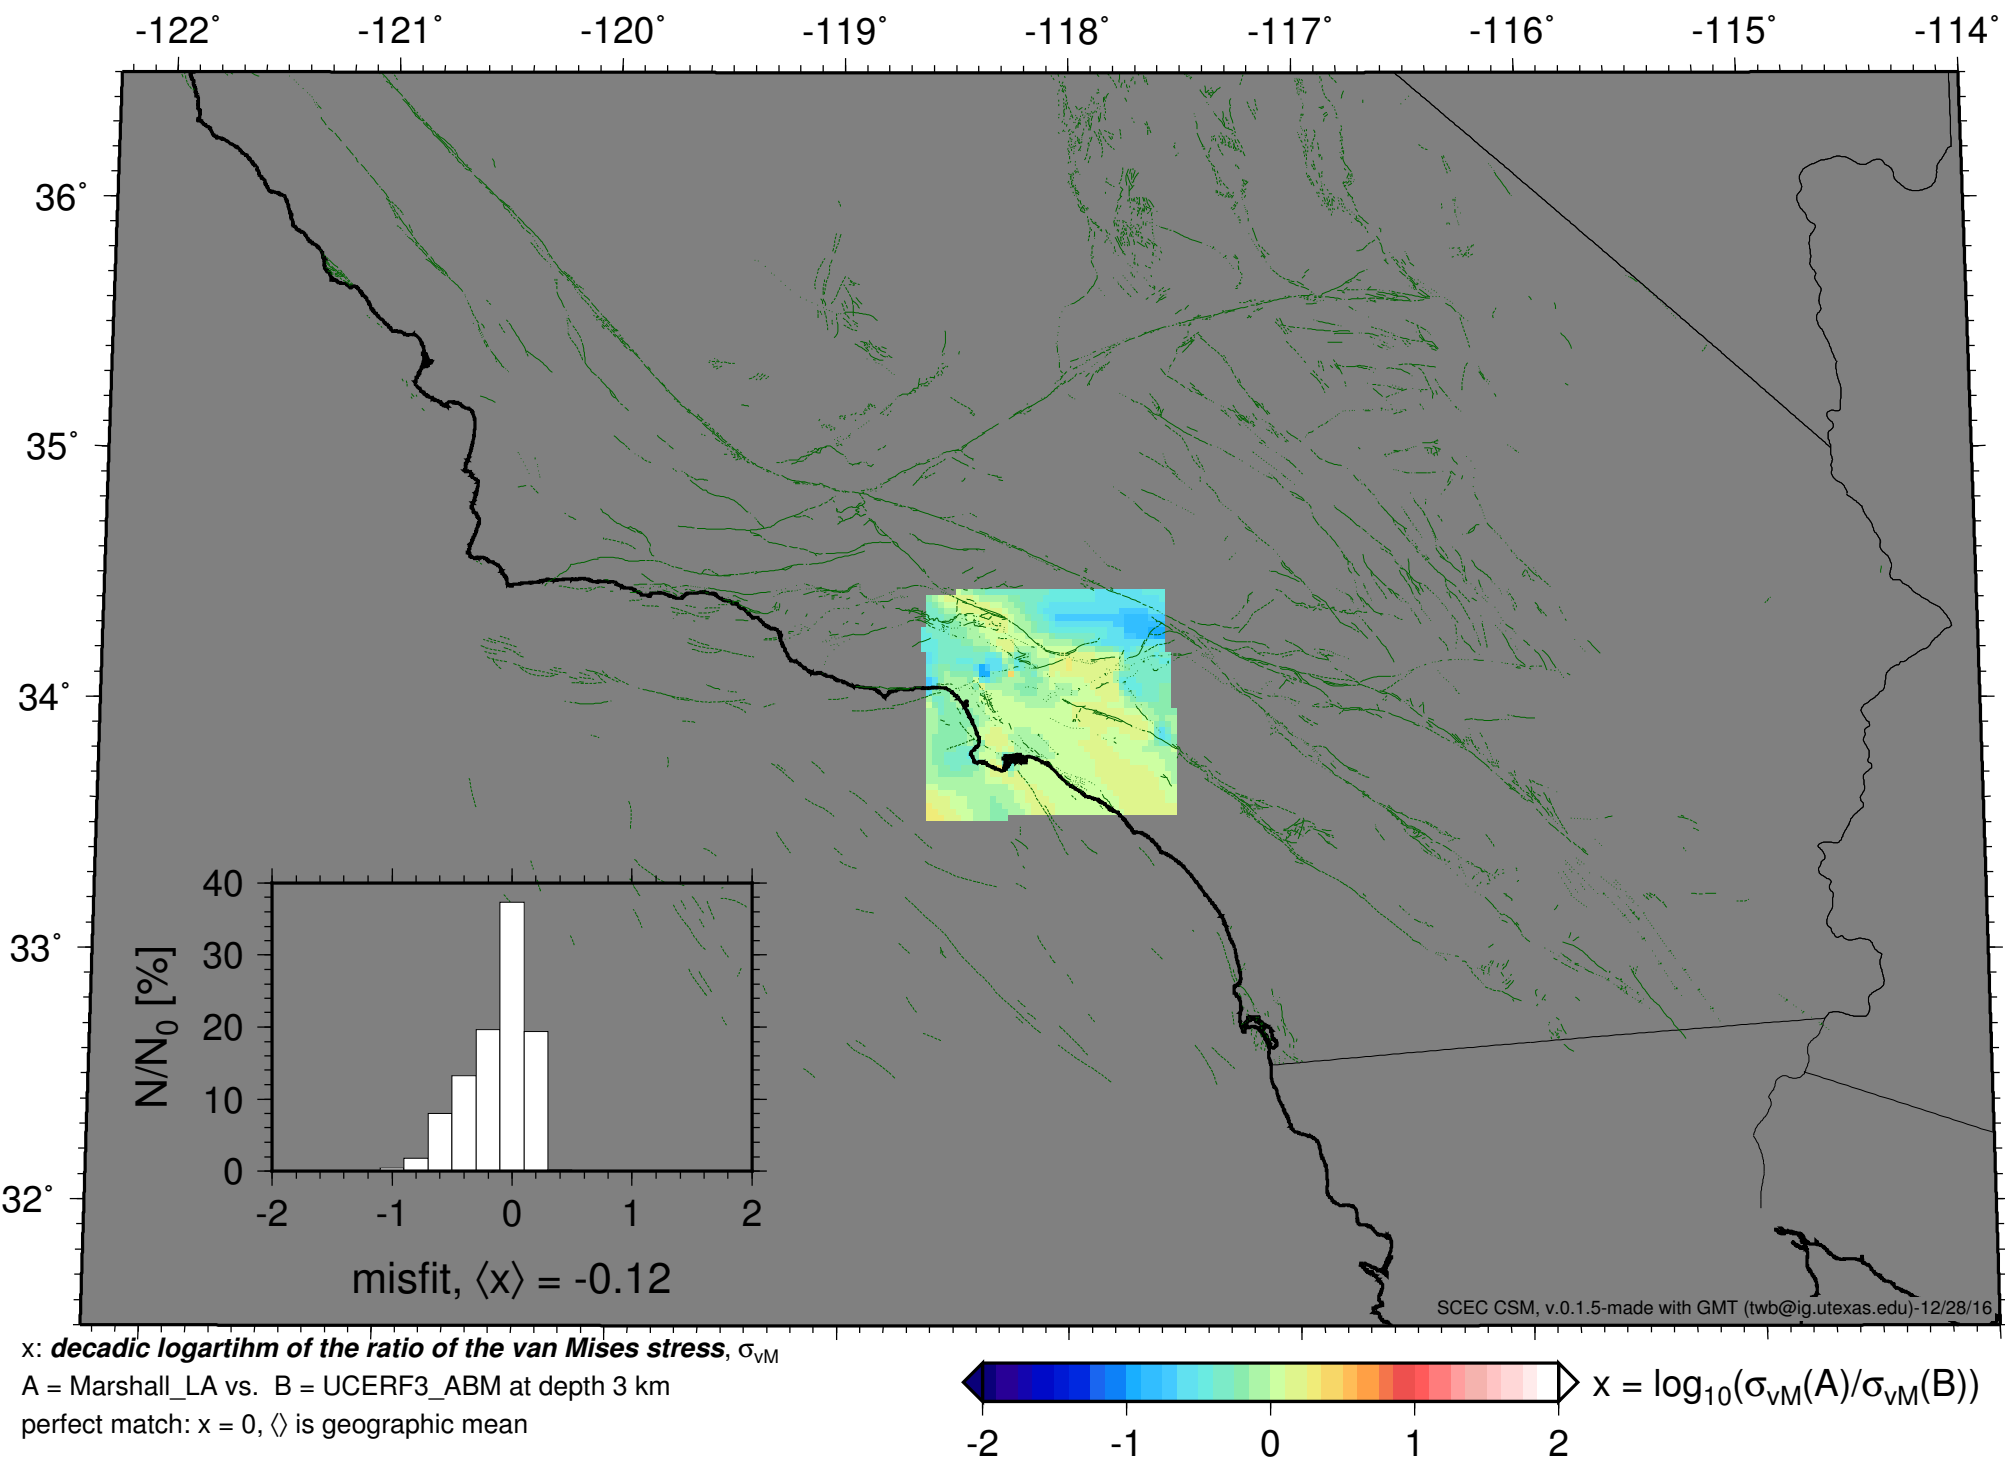 -122° -121° -120° -119° -118° -117° -116° -115° -114°
36°
35°
34°
33°
32°
40
30
20
10
0
N/N0 [%]
-2 -1 0 1 2
misfit, ⟨x⟩ = -0.12
SCEC CSM, v.0.1.5-made with GMT (twb@ig.utexas.edu)-12/28/16
x: decadic logartihm of the ratio of the van Mises stress, σvM
A = Marshall_LA vs. B = UCERF3_ABM at depth 3 km
perfect match: x = 0, ⟨⟩ is geographic mean
x = log10(σvM(A)/σvM(B))
-2 -1 0 1 2